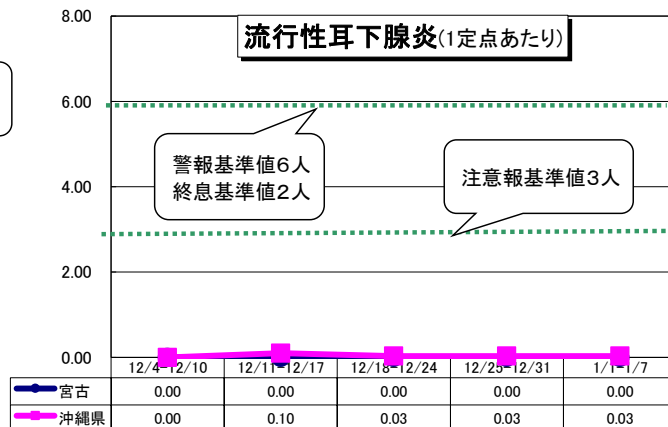 流行性耳下腺炎(1定点あたり)
8.00
6.00
警報基準値6人
終息基準値2人
注意報基準値3人
4.00
2.00
0.00
12/4-12/10 12/11-12/17 12/18-12/24 12/25-12/31 1/1-1/7
宮古 0.00 0.00 0.00 0.00 0.00
沖縄県 0.00 0.10 0.03 0.03 0.03